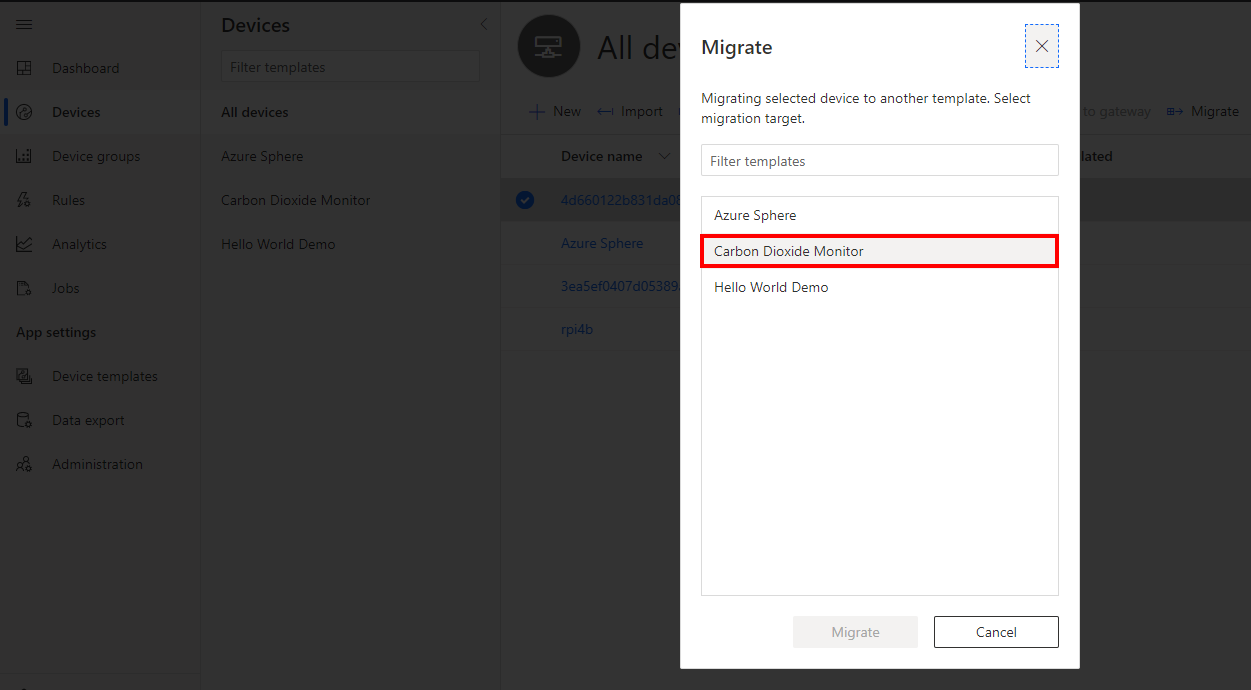 Dashboard
Devices
Device groups
Rules
Analytics
Jobs
App settings
Device templates
Data export
Administration
Devices
Filter templates
All devices
Azure Sphere
Carbon Dioxide Monitor
Hello World Demo
All de
New
Import
to gateway
Migrate
Device name
4d660122b831da08
Azure Sphere
3ea5ef0407d05389
rpi4b
Migrate
Migrating selected device to another template. Select
migration target.
Filter templates
Azure Sphere
Carbon Dioxide Monitor
Hello World Demo
Migrate
Cancel